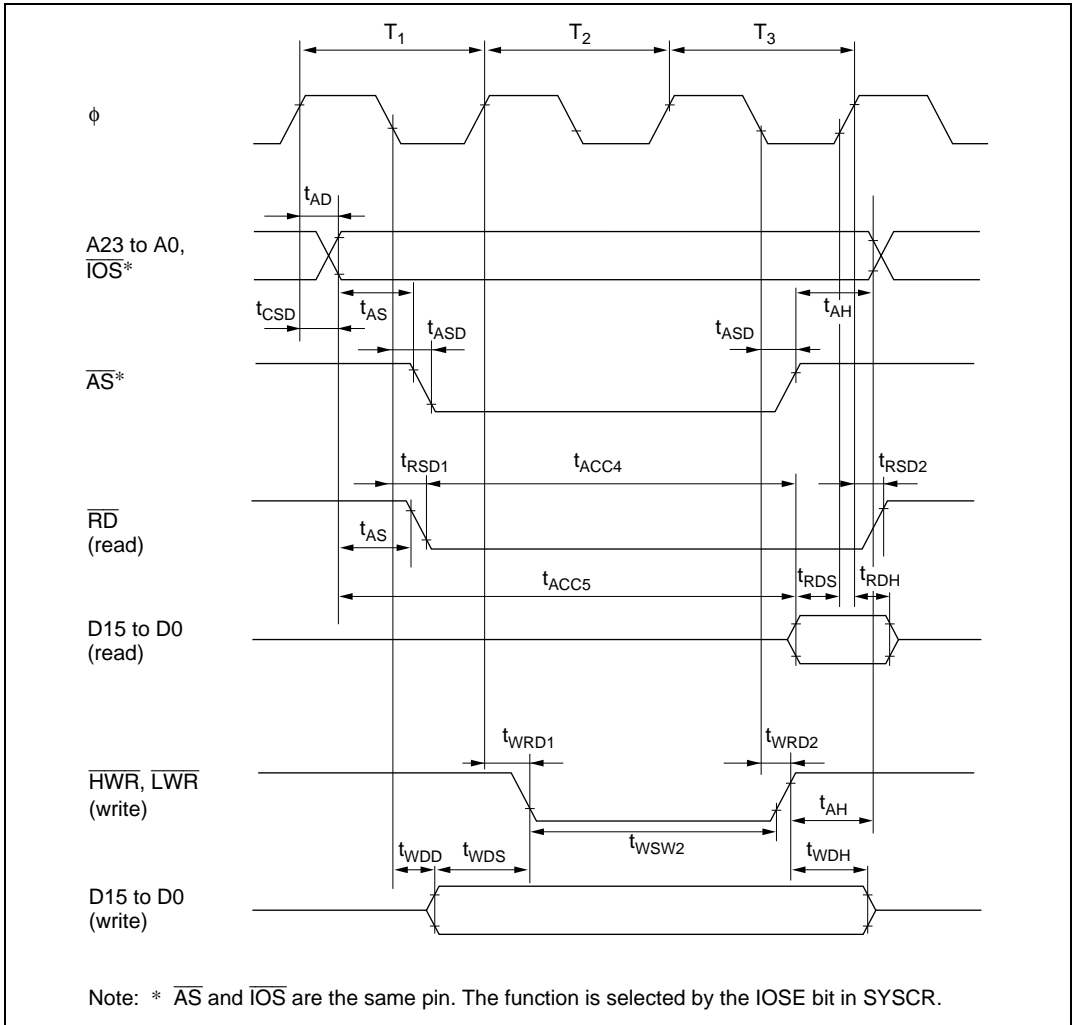 T1 T2 T3
ϕ
tAD
A23 to A0,
IOS*
tCSD tAS tASD tASD tAH
AS*
tRSD1 tACC4 tRSD2
RD
(read)
tAS
tACC5 tRDS tRDH
D15 to D0
(read)
tWRD1 tWRD2
HWR, LWR
(write)
tAH
tWSW2
tWDD tWDS tWDH
D15 to D0
(write)
Note: * AS and IOS are the same pin. The function is selected by the IOSE bit in SYSCR.